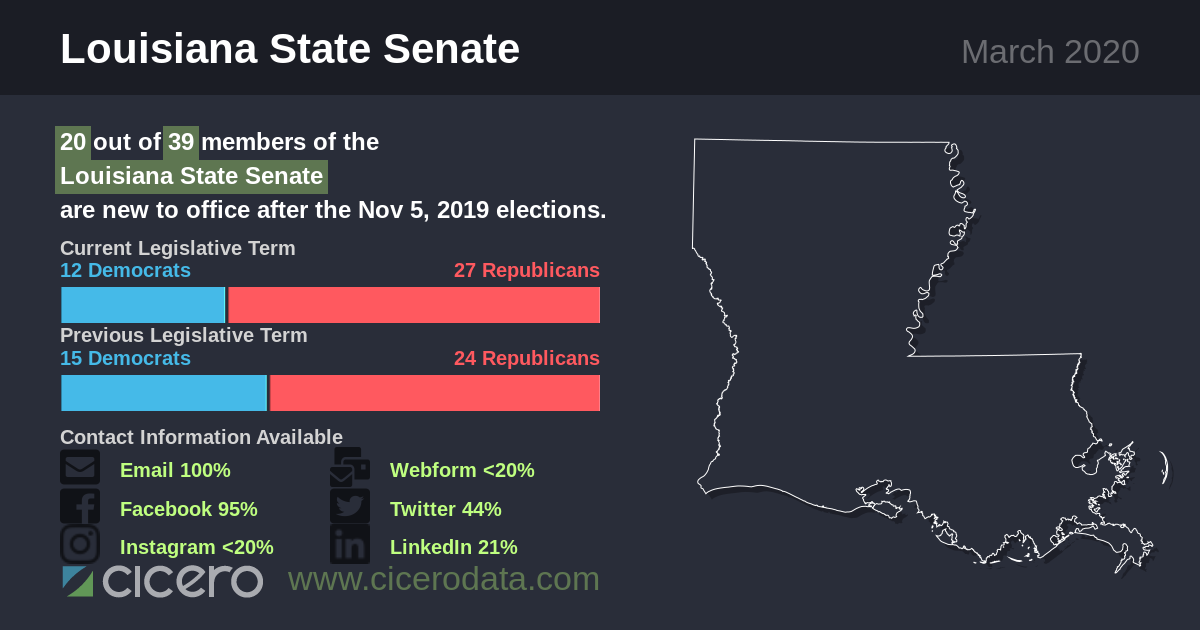 Louisiana State Senate
March 2020
20 out of 39 members of the
Louisiana State Senate
are new to office after the Nov 5, 2019 elections.
Current Legislative Term
12 Democrats 27 Republicans
Previous Legislative Term
15 Democrats 24 Republicans
Contact Information Available
Email 100% Webform <20%
Facebook 95% Twitter 44%
Instagram <20% LinkedIn 21%
cicero www.cicerodata.com